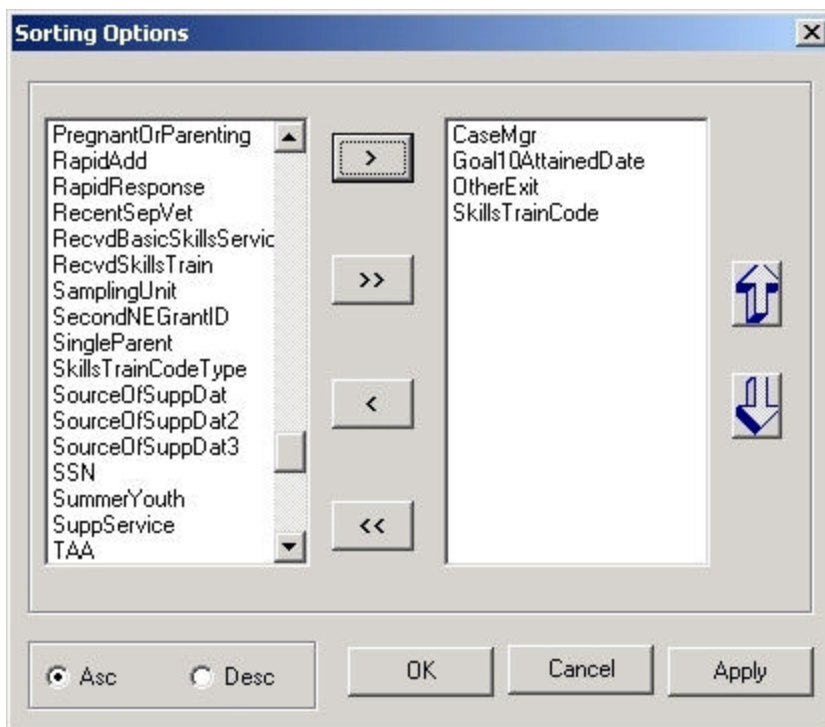 Sorting Options
PregnantOrParenting
RapidAdd
RapidResponse
RecentSepVet
RecvdBasicSkillsServic
RecvdSkillsTrain
SamplingUnit
SecondNEGrantID
SingleParent
SkillsTrainCodeType
SourceOfSuppDat
SourceOfSuppDat2
SourceOfSuppDat3
SSN
SummerYouth
SuppService
TAA
>
>>
<
<<
CaseMgr
Goal10AttainedDate
OtherExit
SkillsTrainCode
Asc
Desc
OK
Cancel
Apply